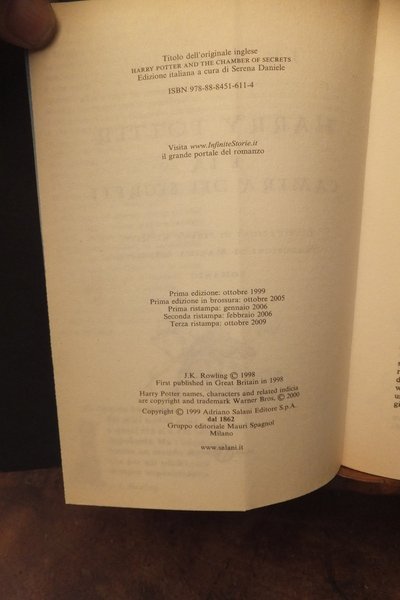 Titolo dell'originale inglese
HARRY POTTER AND THE CHAMBER OF SECRETS
Edizione italiana a cura di Serena Daniele
ISBN 978-88-8451-611-4
Visita www.InfiniteStorie.it
il grande portale del romanzo
Prima edizione: ottobre 1999
Prima edizione in brossura: ottobre 2005
Prima ristampa: gennaio 2006
Seconda ristampa: febbraio 2006
Terza ristampa: ottobre 2009
J.K. Rowling © 1998
First published in Great Britain in 1998
Harry Potter names, characters and related indicia
are copyright and trademark Warner Bros, © 2000
Copyright © 1999 Adriano Salani Editore S.p.A.
dal 1862
Gruppo editoriale Mauri Spagnol
Milano
www.salani.it